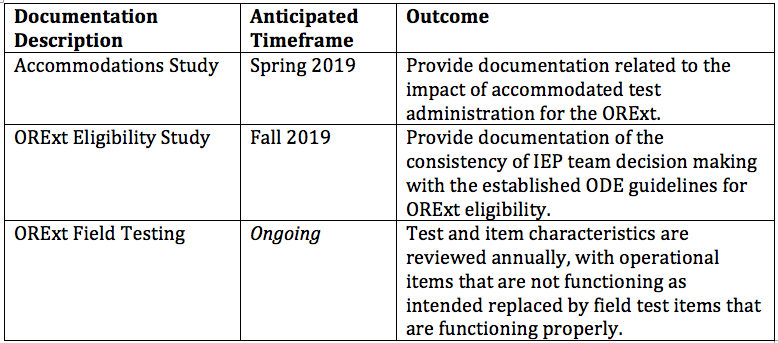 Documentation Description
Anticipated Timeframe
Outcome
Accommodations Study
Spring 2019
Provide documentation related to the
impact of accommodated test
administration for the ORExt.
ORExt Eligibility Study
Fall 2019
Provide documentation of the
consistency of IEP team decision making
with the established ODE guidelines for
ORExt eligibility.
ORExt Field Testing
Ongoing
Test and item characteristics are
reviewed annually, with operational
items that are not functioning as
intended replaced by field test items that
are functioning properly.